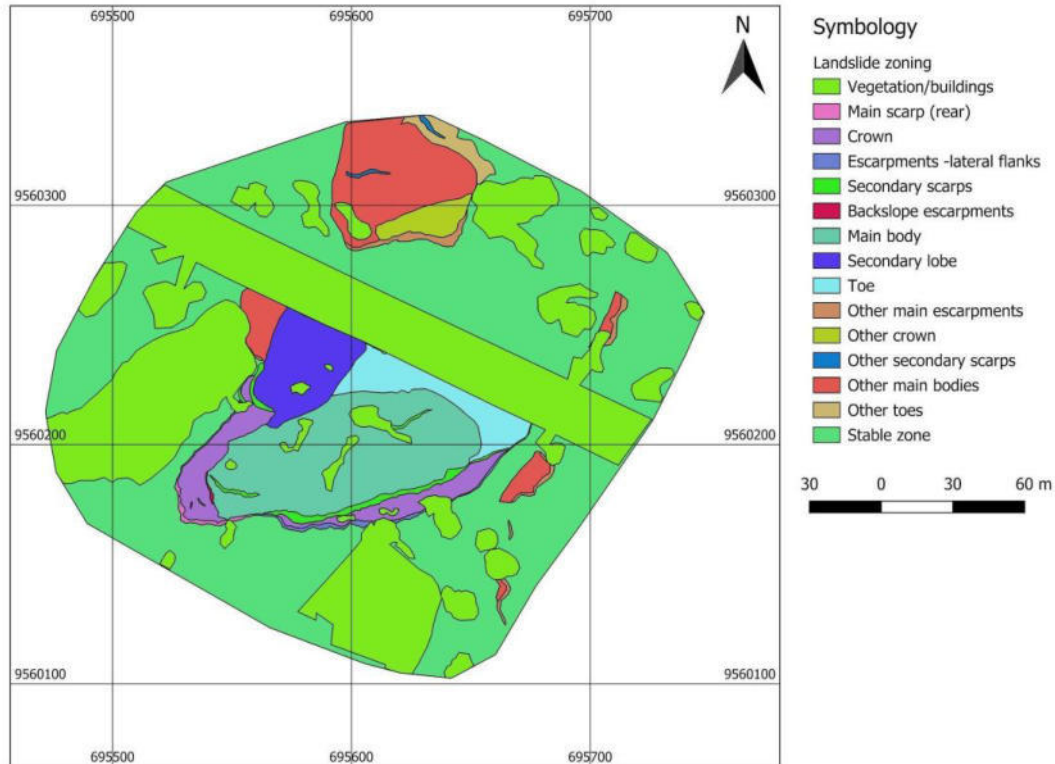 695500 695600 695700
N
9560300 9560300
9560200 9560200
9560100 9560100
695500 695600 695700
Symbology
Landslide zoning
Vegetation/buildings
Main scarp (rear)
Crown
Escarpments -lateral flanks
Secondary scarps
Backslope escarpments
Main body
Secondary lobe
Toe
Other main escarpments
Other crown
Other secondary scarps
Other main bodies
Other toes
Stable zone
30 0 30 60 m